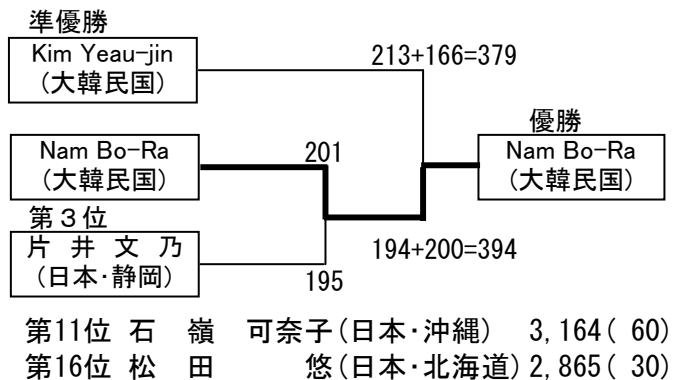 準優勝
Kim Yeau-jin
(大韓民国)
213+166=379
優勝
Nam Bo-Ra
(大韓民国)
201
Nam Bo-Ra
(大韓民国)
第３位
片 井 文 乃
(日本・静岡)
194+200=394
195
第11位 石　嶺　可奈子(日本・沖縄) 3,164( 60)
第16位 松　田　　　悠(日本・北海道) 2,865( 30)